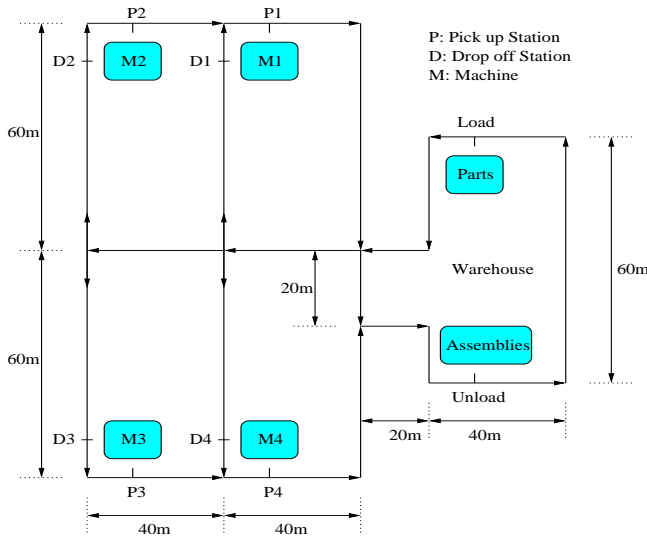 P2 P1
P: Pick up Station
D: Drop off Station
M: Machine
D2 M2 D1 M1
Load
60m
Parts
Warehouse
60m
20m
Assemblies
60m
Unload
D3 M3 D4 M4
20m 40m
P3 P4
40m 40m